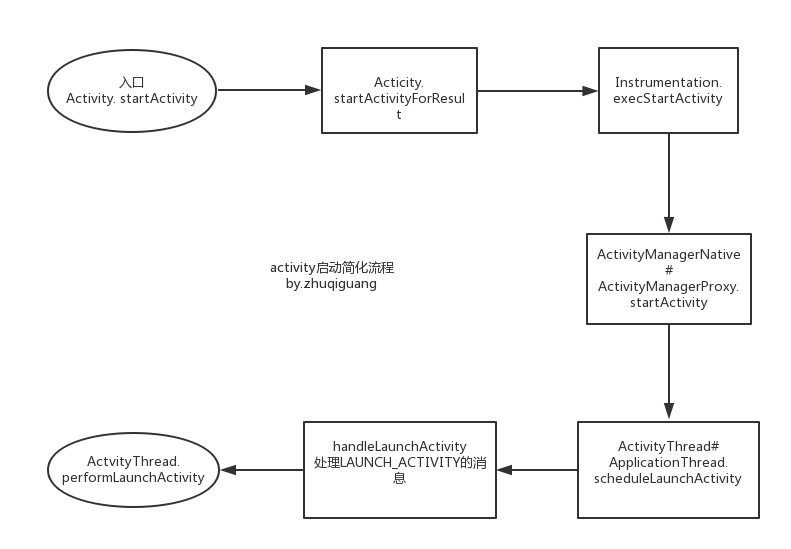 入口
Activity. startActivity
Acticity.
startActivityForResul
t
Instrumentation.
execStartActivity
ActivityManagerNative
#
ActivityManagerProxy.
startActivity
activity启动简化流程
by.zhuqiguang
ActivityThread#
ApplicationThread.
scheduleLaunchActivity
handleLaunchActivity
处理LAUNCH_ACTIVITY的消
息
ActvityThread.
performLaunchActivity